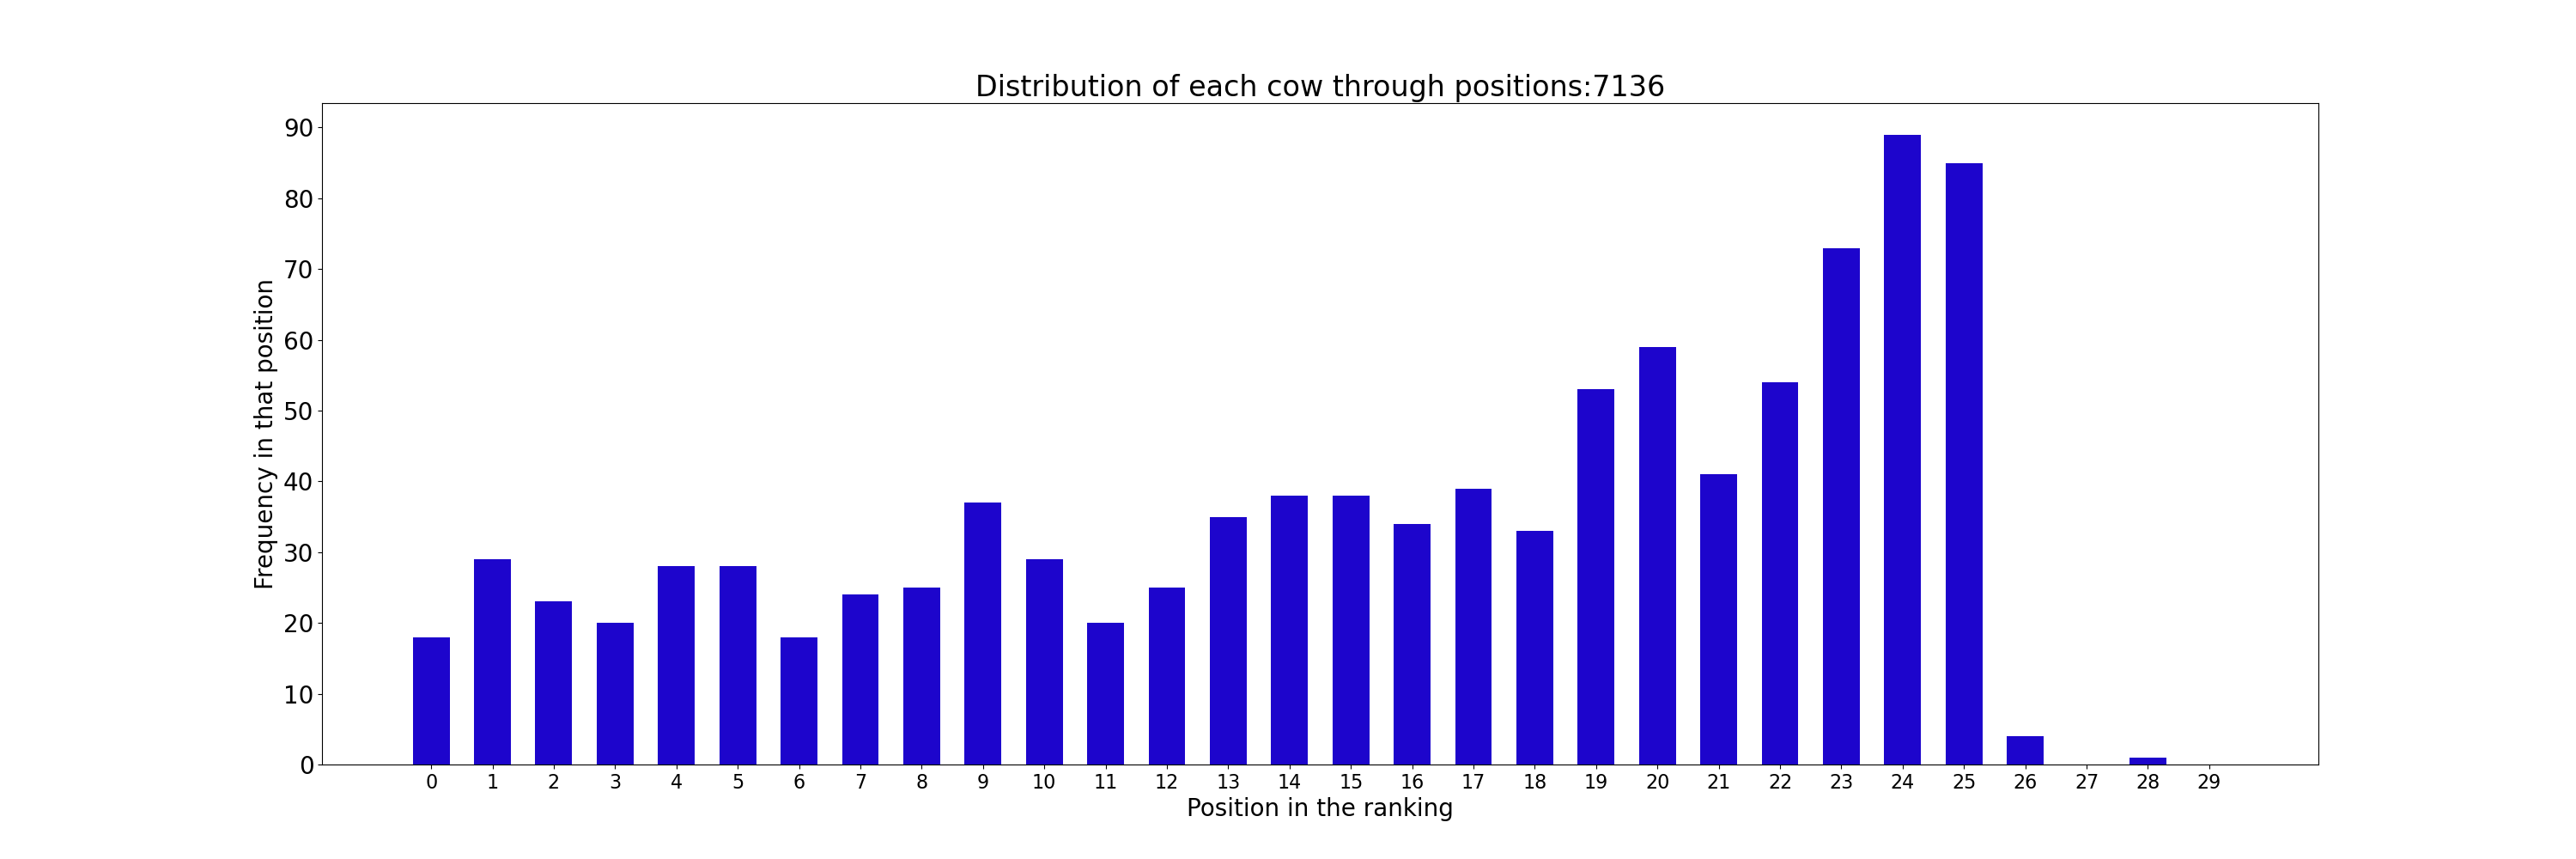 Distribution of each cow through positions:7136
Frequency in that position
90
80
70
60
50
40
30
20
10
0
0 1 2 3 4 5 6 7 8 9 10 11 12 13 14 15 16 17 18 19 20 21 22 23 24 25 26 27 28 29
Position in the ranking